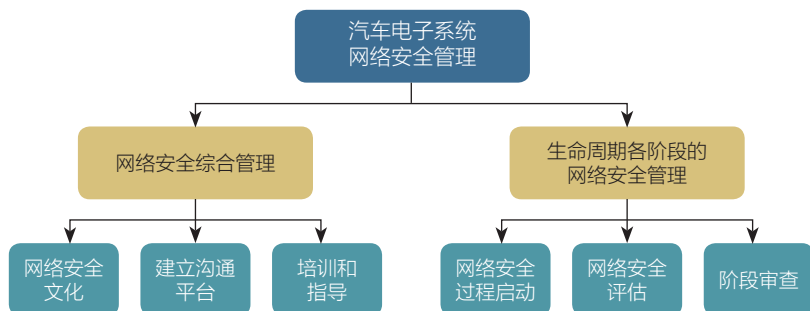 汽车电子系统
网络安全管理
网络安全综合管理
生命周期各阶段的
网络安全管理
网络安全
文化
建立沟通
平台
培训和
指导
网络安全
过程启动
网络安全
评估
阶段审查